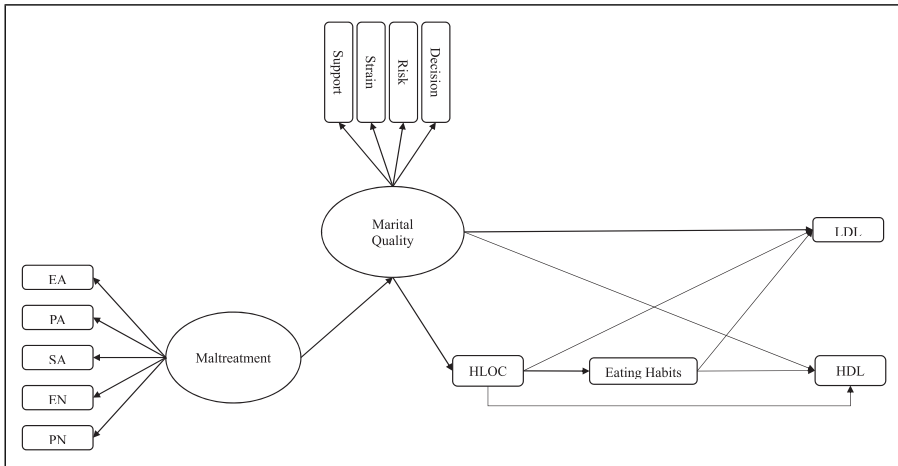 Support
Strain
Risk
Decision
Marital
Quality
LDL
EA
PA
SA
EN
PN
Maltreatment
HLOC
Eating Habits
HDL